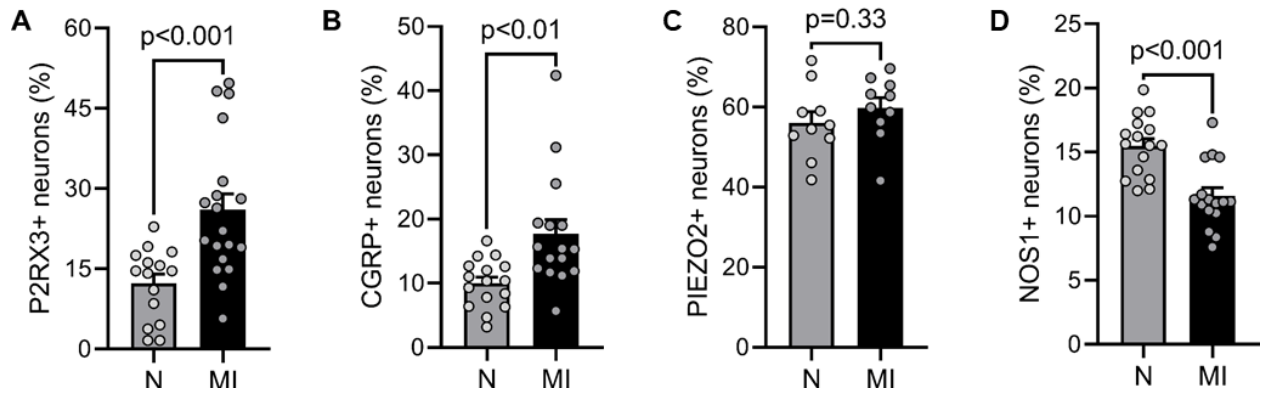 A
P2RX3+ neurons (%)
60
45
30
15
0
p<0.001
N MI
B
CGRP+ neurons (%)
50
40
30
20
10
0
p<0.01
N MI
C
PIEZO2+ neurons (%)
80
60
40
20
0
p=0.33
N MI
D
NOS1+ neurons (%)
25
20
15
10
5
0
p<0.001
N MI